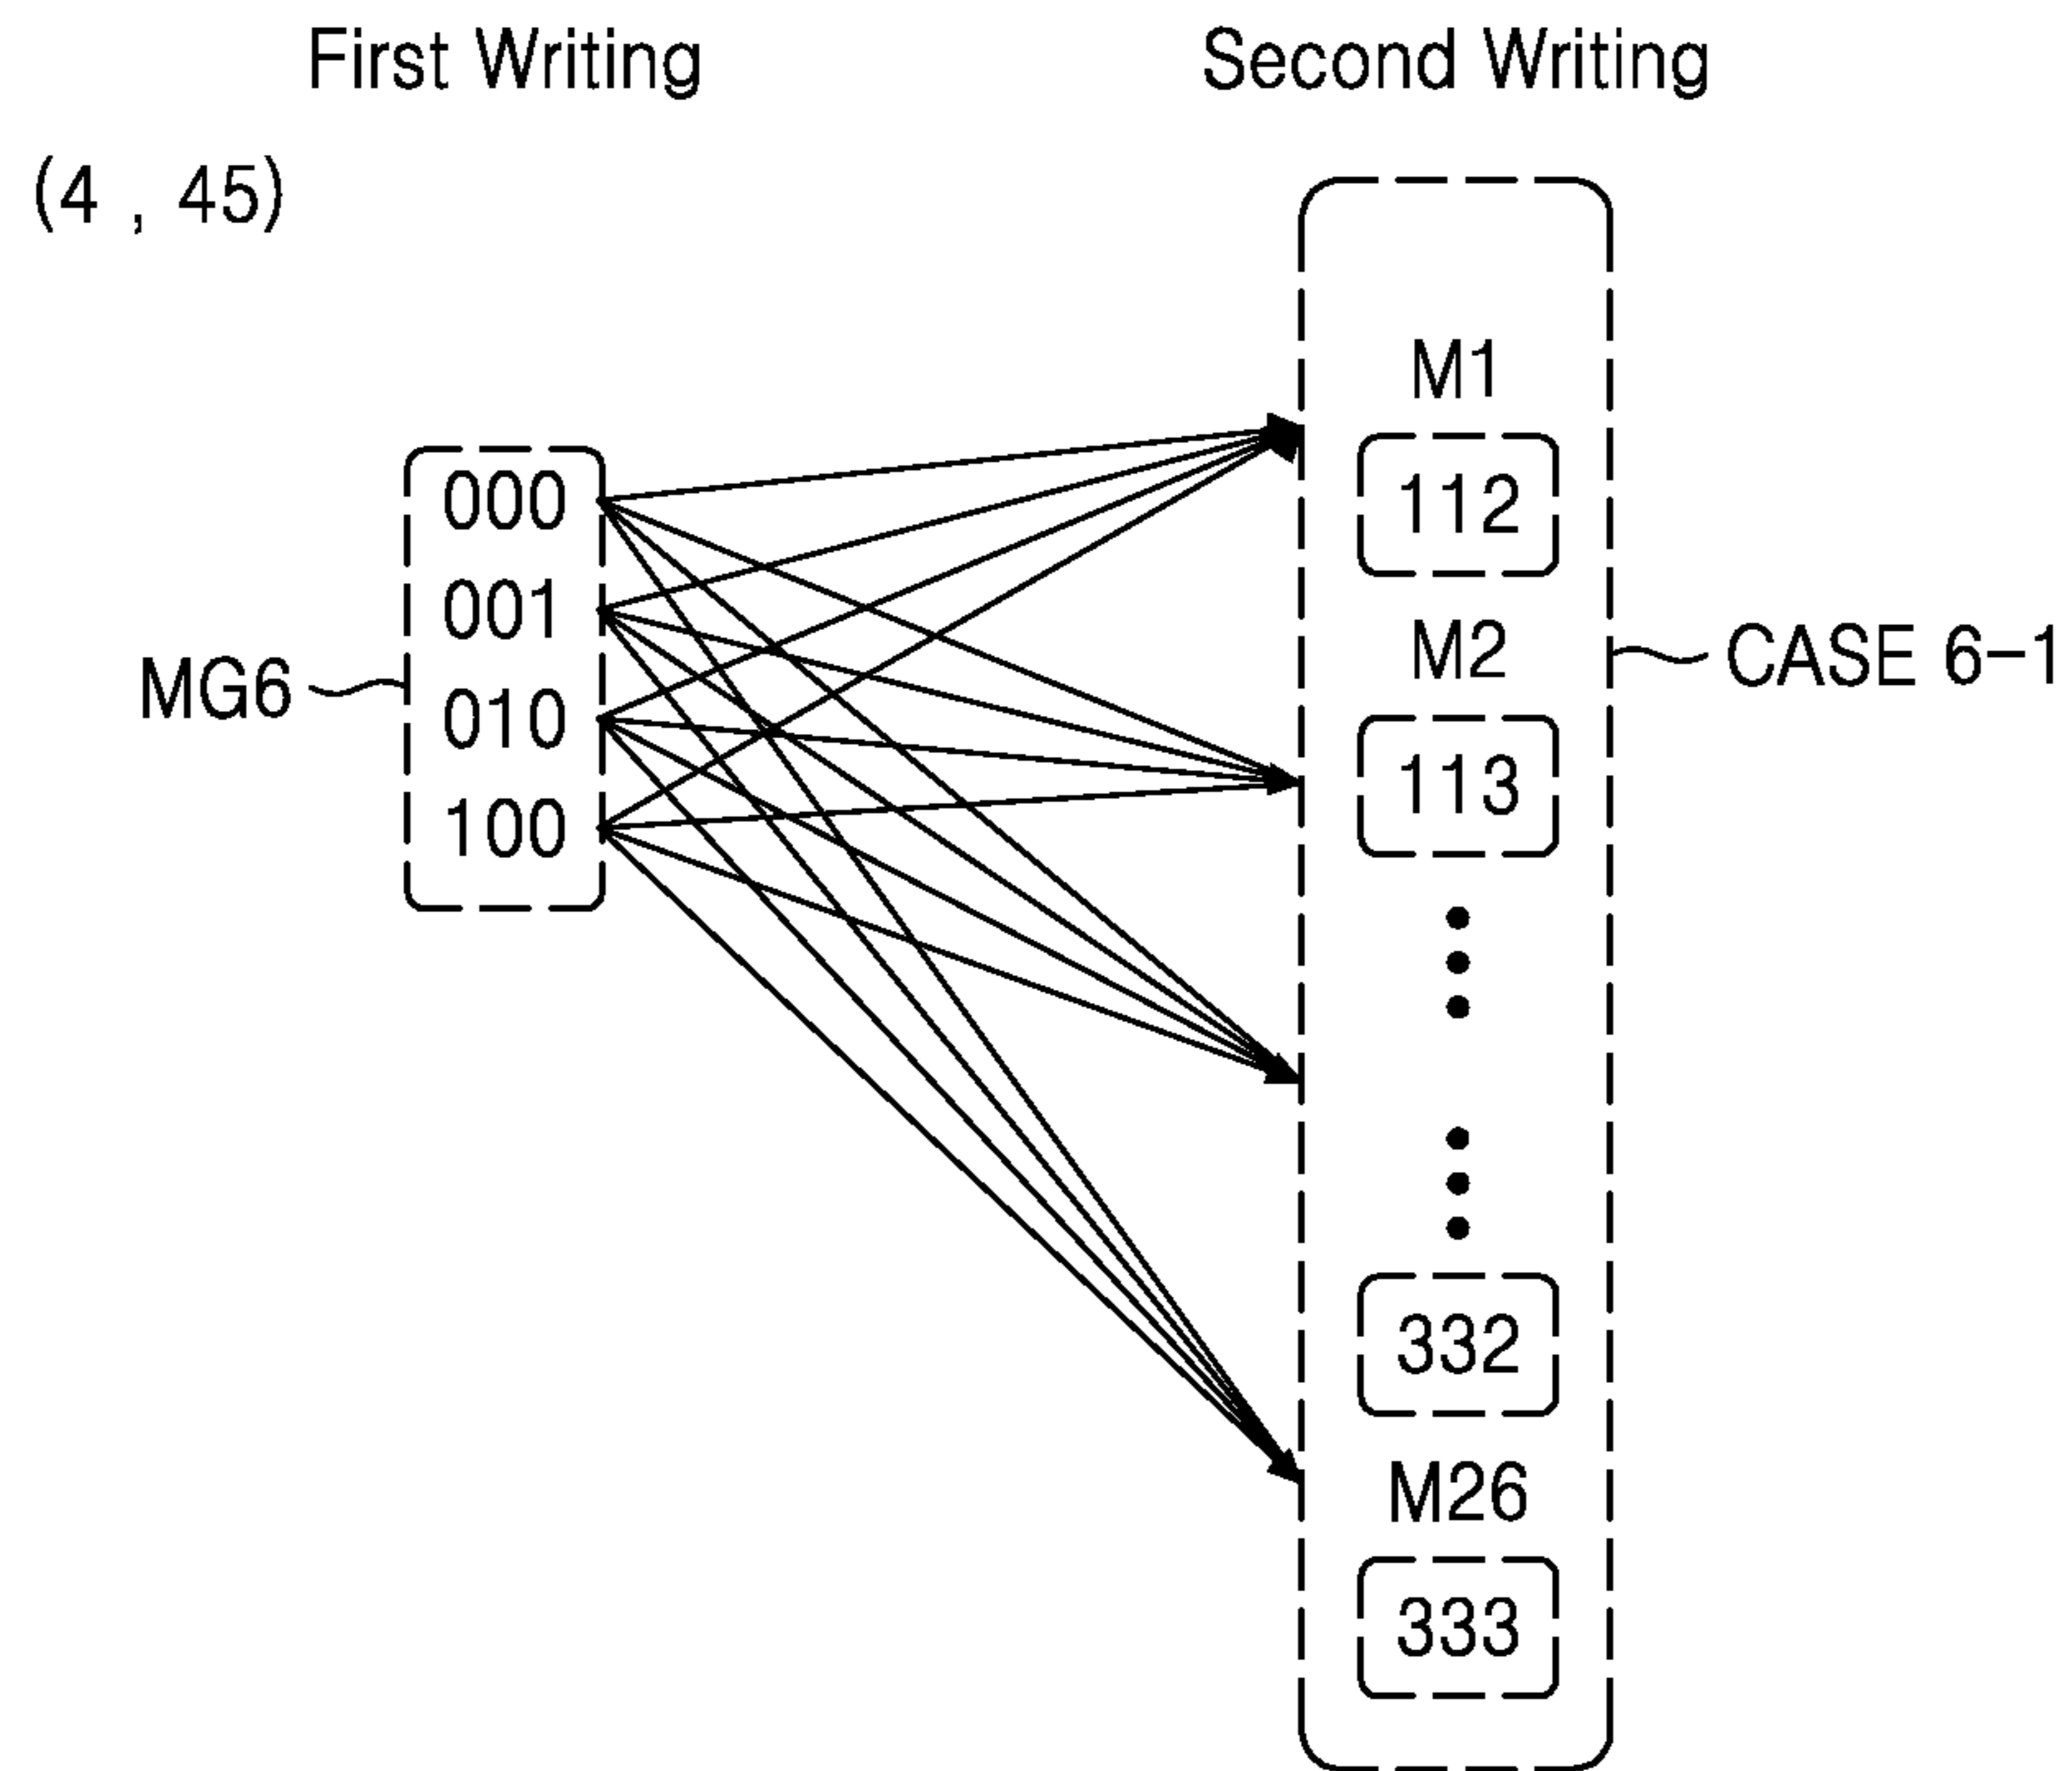 First Writing
Second Writing
(4 , 45)
MG6
000
001
010
100
M1
112
M2
113
332
M26
333
CASE 6-1